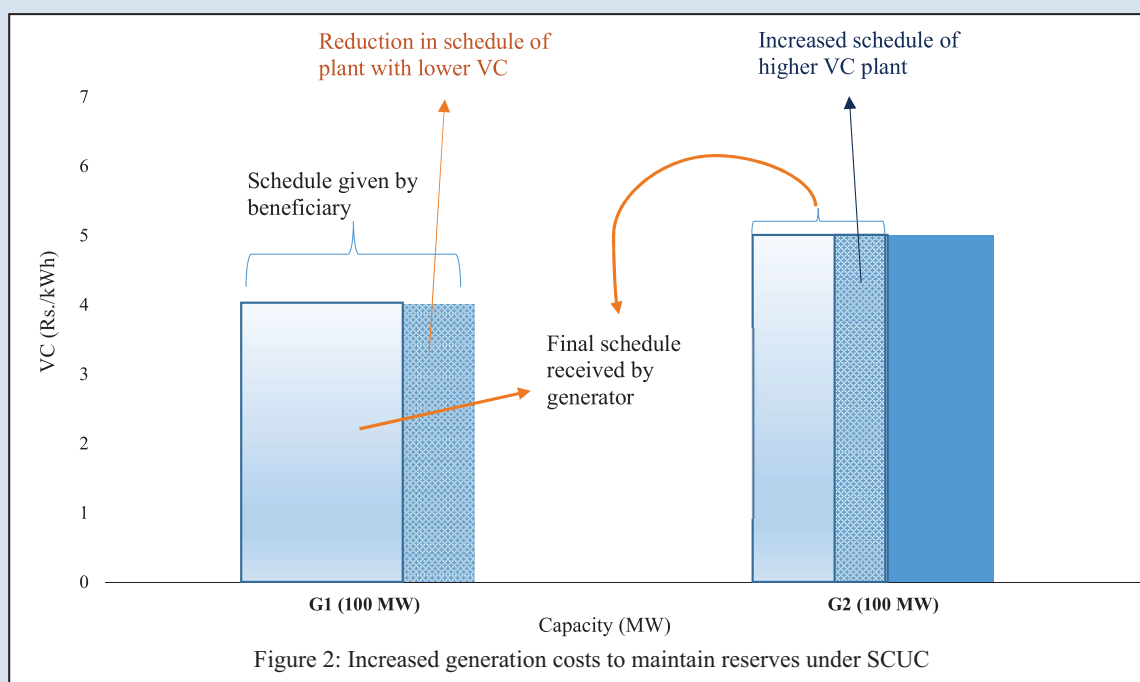 Reduction in schedule of
plant with lower VC
Increased schedule of
higher VC plant
7
6
5
4
3
2
1
0
VC (Rs./kWh)
Schedule given by
beneficiary
Final schedule
received by
generator
G1 (100 MW)
G2 (100 MW)
Capacity (MW)
Figure 2: Increased generation costs to maintain reserves under SCUC